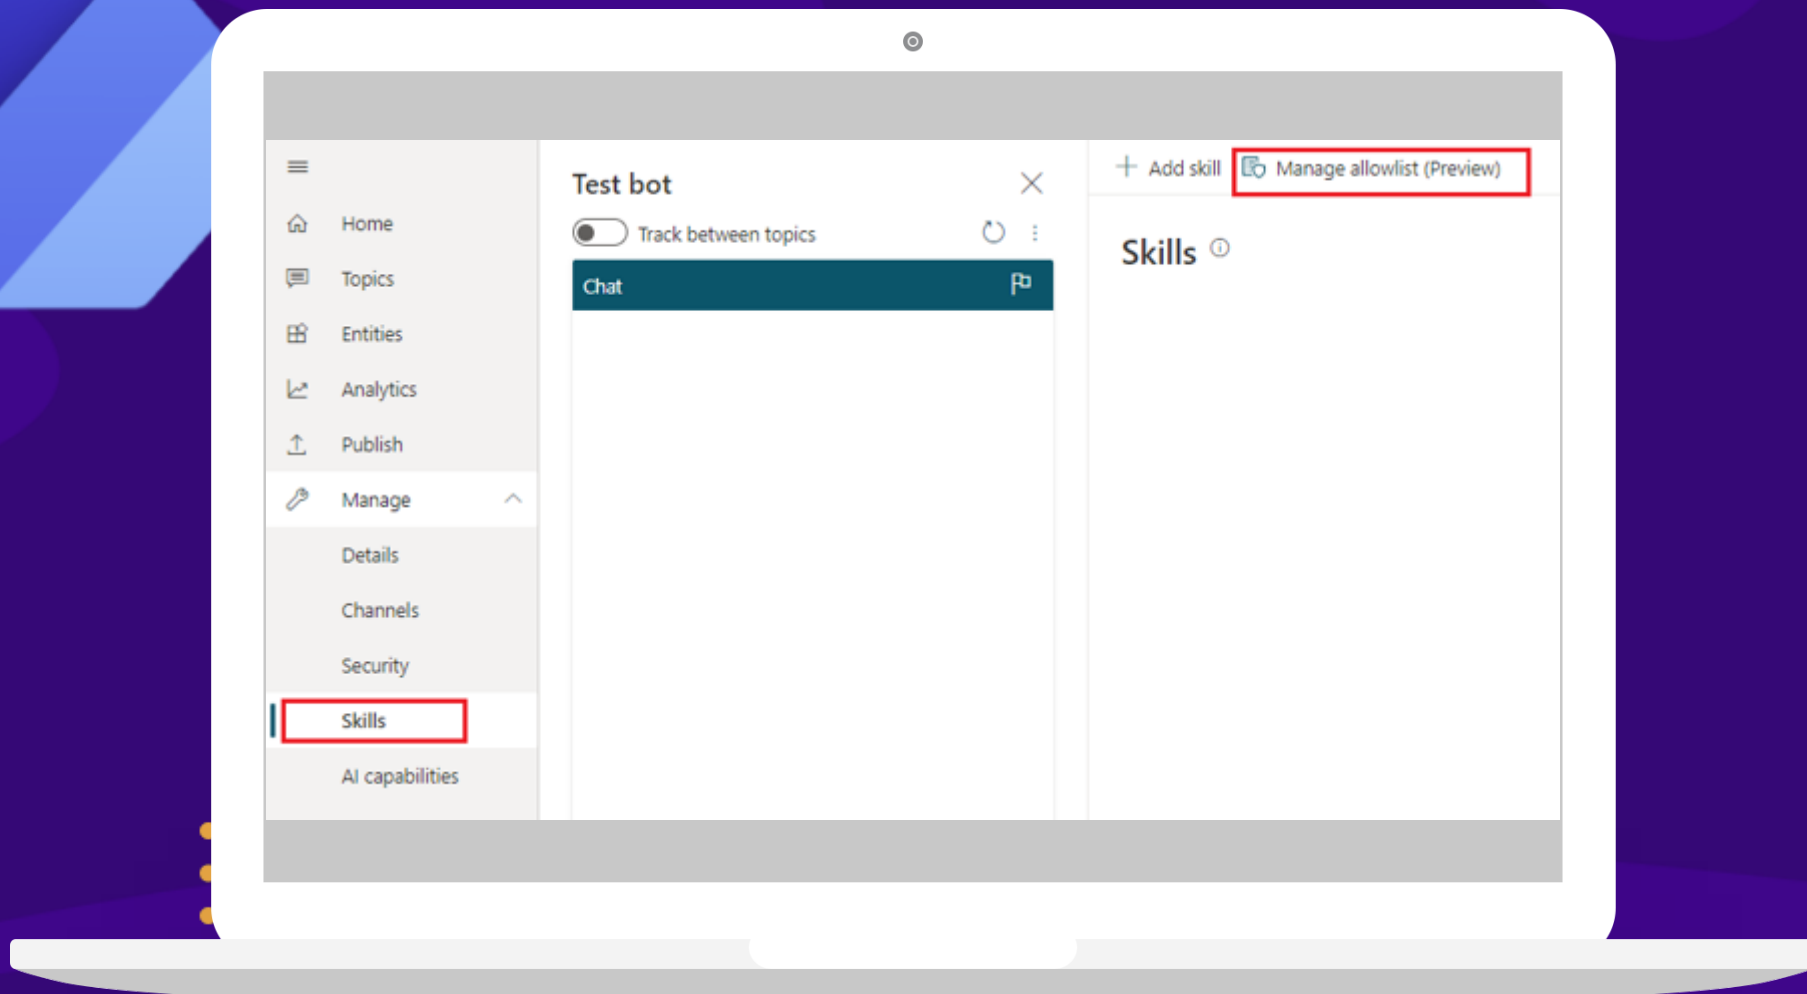 Home
Topics
Entities
Analytics
Publish
Manage
Details
Channels
Security
Skills
AI capabilities
Test bot
Track between topics
Chat
Add skill
Manage allowlist (Preview)
Skills